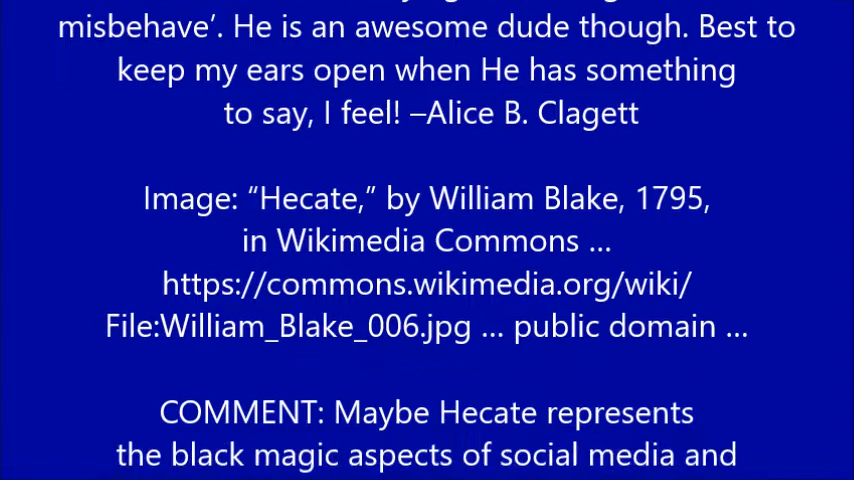 misbehave’. He is an awesome dude though. Best to
keep my ears open when He has something
to say, I feel! –Alice B. Clagett
Image: “Hecate,” by William Blake, 1795,
in Wikimedia Commons ...
https://commons.wikimedia.org/wiki/
File:William_Blake_006.jpg ... public domain ...
COMMENT: Maybe Hecate represents
the black magic aspects of social media and